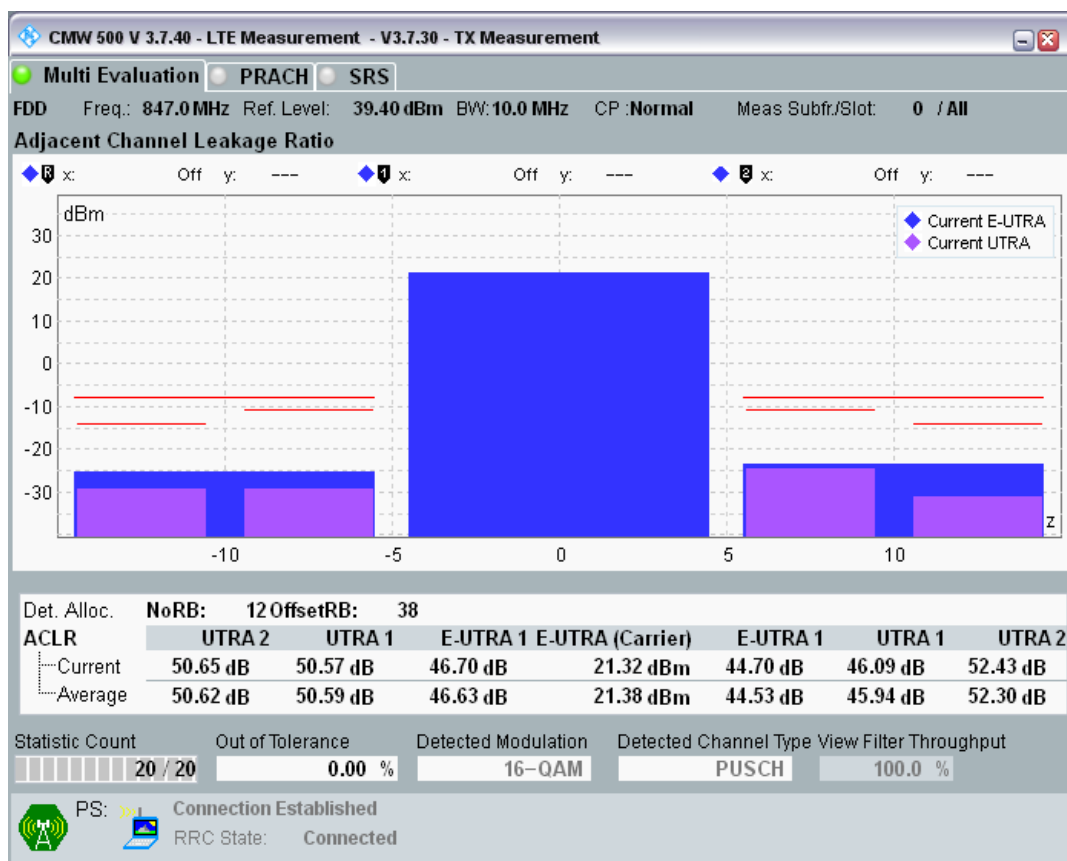 CMW 500 V 3.7.40 - LTE Measurement - V3.7.30 - TX Measurement
Multi Evaluation PRACH SRS
FDD Freq.: 847.0 MHz Ref. Level: 39.40 dBm BW: 10.0 MHz CP :Normal Meas Subfr./Slot: 0 / All
Adjacent Channel Leakage Ratio
R x: Off y: --- 1 x: Off y: --- 2 x: Off y: ---
dBm
Current E-UTRA
Current UTRA
30
20
10
0
-10
-20
-30
z
-10 -5 0 5 10
Det. Alloc. NoRB: 12 OffsetRB: 38
ACLR UTRA 2 UTRA 1 E-UTRA 1 E-UTRA (Carrier) E-UTRA 1 UTRA 1 UTRA 2
Current 50.65 dB 50.57 dB 46.70 dB 21.32 dBm 44.70 dB 46.09 dB 52.43 dB
Average 50.62 dB 50.59 dB 46.63 dB 21.38 dBm 44.53 dB 45.94 dB 52.30 dB
Statistic Count Out of Tolerance Detected Modulation Detected Channel Type View Filter Throughput
20 / 20 0.00 % 16-QAM PUSCH 100.0 %
PS: Connection Established
RRC State: Connected